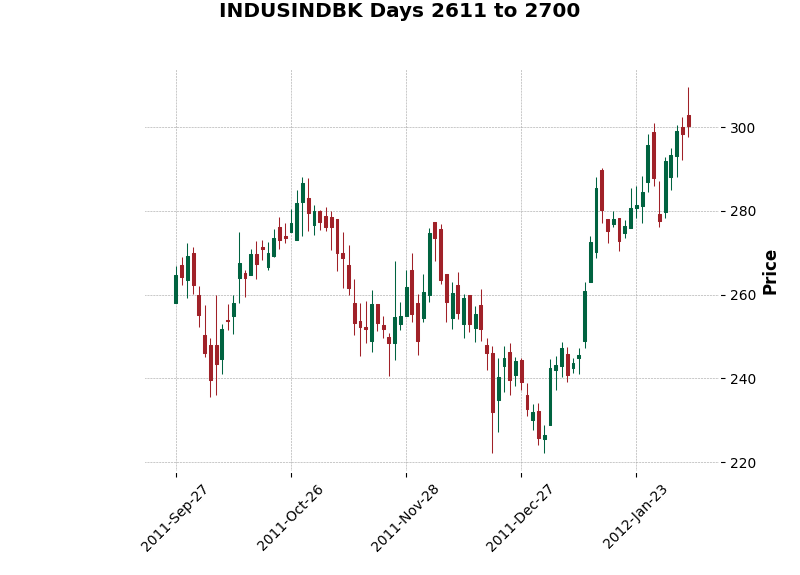 INDUSINDBK Days 2611 to 2700
300
280
260
240
220
Price
2011-Sep-27
2011-Oct-26
2011-Nov-28
2011-Dec-27
2012-Jan-23